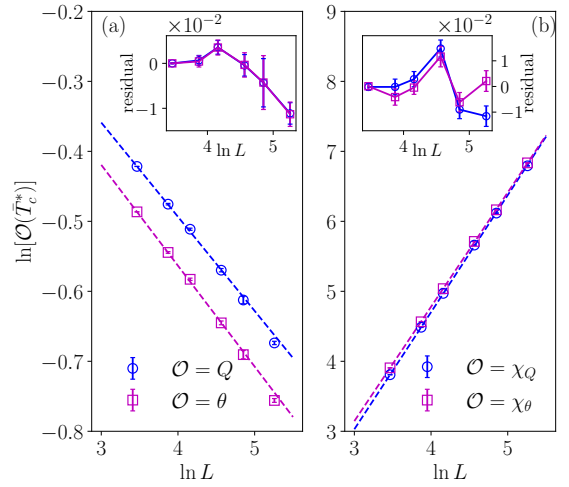 ln[𝒪(T̄*c)]
−0.2
−0.3
−0.4
−0.5
−0.6
−0.7
−0.8
3
4
5
ln L
(a)
×10−2
residual
0
−1
4
5
ln L
𝒪 = Q
𝒪 = θ
9
8
7
6
5
4
3
3
4
5
ln L
(b)
×10−2
residual
1
0
−1
4
5
ln L
𝒪 = χQ
𝒪 = χθ